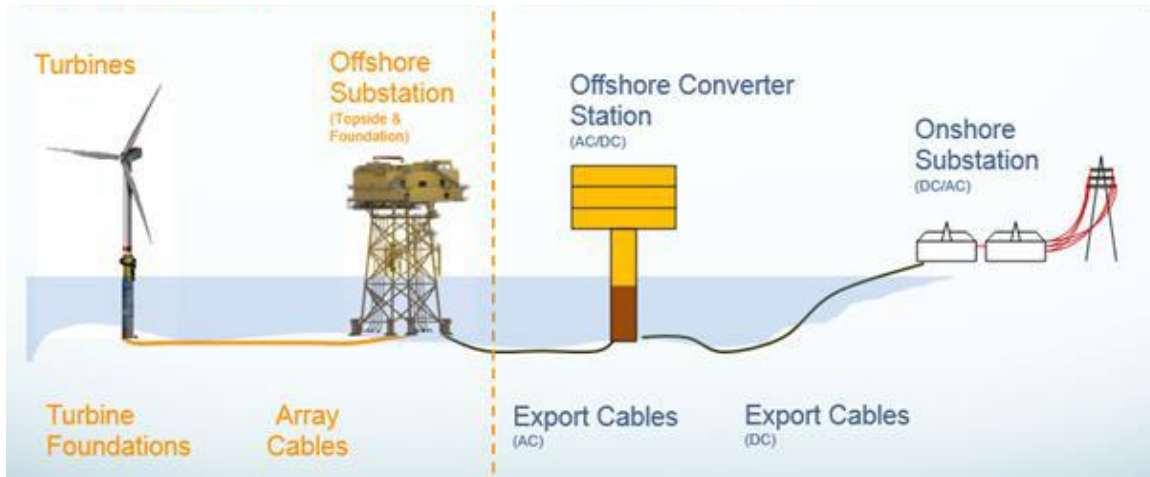 Turbines
Offshore
Substation
(Topside &
Foundation)
Offshore Converter
Station
(AC/DC)
Onshore
Substation
(DC/AC)
Turbine
Foundations
Array
Cables
Export Cables
(AC)
Export Cables
(DC)